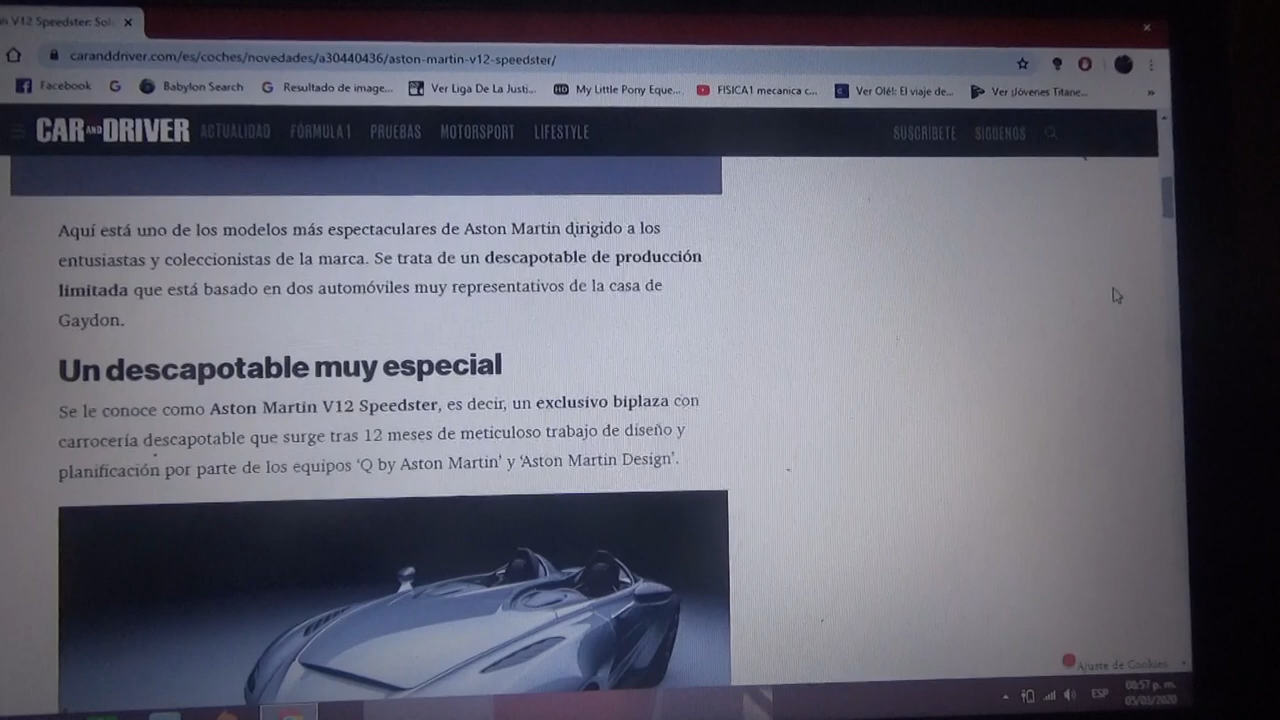 V12 Speedster: Sol
caranddriver.com/es/coches/novedades/a30440436/aston-martin-v12-speedster/
Facebook
Babylon Search
Resultado de image...
Ver Liga De La Justi...
My Little Pony Eque...
FISICA1 mecanica c...
Ver Olé!: El viaje de...
Ver ¡Jóvenes Titane...
»
CAR AND DRIVER
ACTUALIDAD
FÓRMULA 1
PRUEBAS
MOTORSPORT
LIFESTYLE
SUSCRÍBETE
SÍGUENOS
Aquí está uno de los modelos más espectaculares de Aston Martin dirigido a los
entusiastas y coleccionistas de la marca. Se trata de un descapotable de producción
limitada que está basado en dos automóviles muy representativos de la casa de
Gaydon.
Un descapotable muy especial
Se le conoce como Aston Martin V12 Speedster, es decir, un exclusivo biplaza con
carrocería descapotable que surge tras 12 meses de meticuloso trabajo de diseño y
planificación por parte de los equipos ‘Q by Aston Martin’ y ‘Aston Martin Design’.
Ajuste de Cookies
ESP
08:57 p. m.
05/03/2020